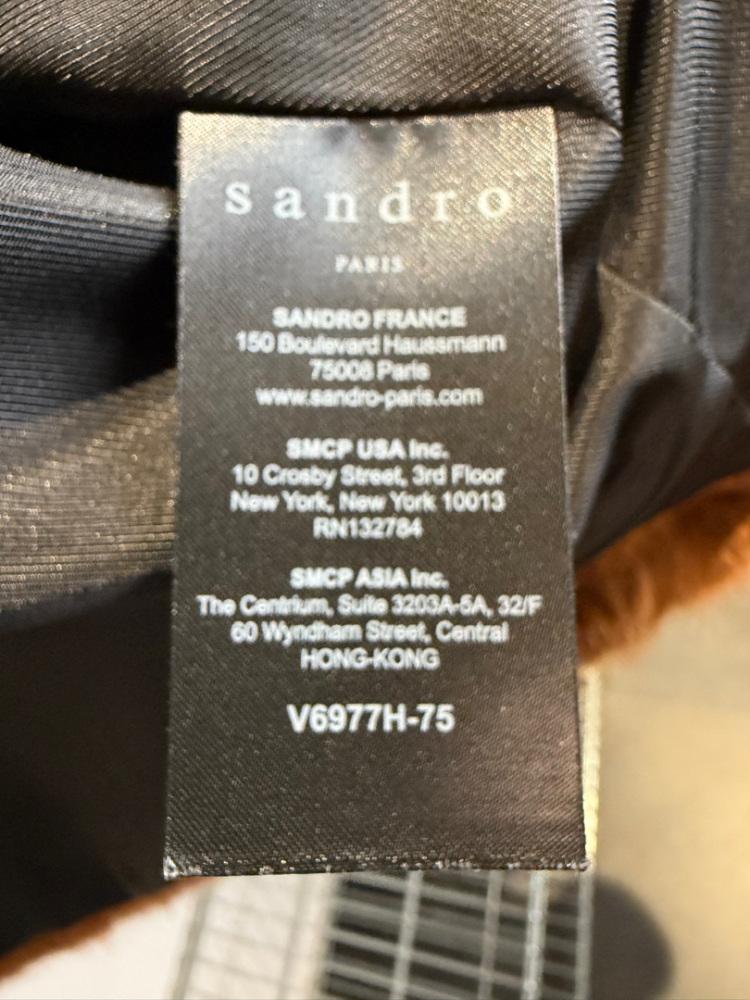 sandro
PARIS
SANDRO FRANCE
150 Boulevard Haussmann
75008 Paris
www.sandro-paris.com
SMCP USA Inc.
10 Crosby Street, 3rd Floor
New York, New York 10013
RN132784
SMCP ASIA Inc.
The Centrium, Suite 3203A-5A, 32/F
60 Wyndham Street, Central
HONG-KONG
V6977H-75